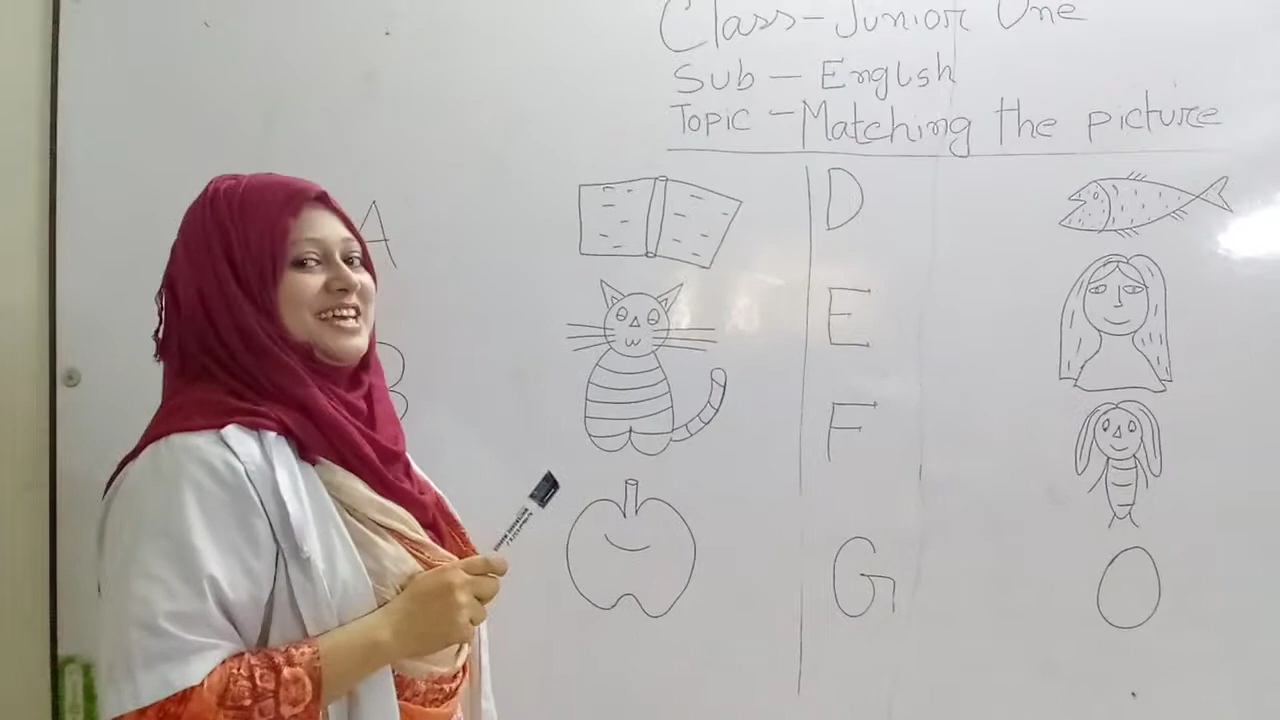 Class - Junior One
Sub - English
Topic - Matching the picture
A
B
D
E
F
G